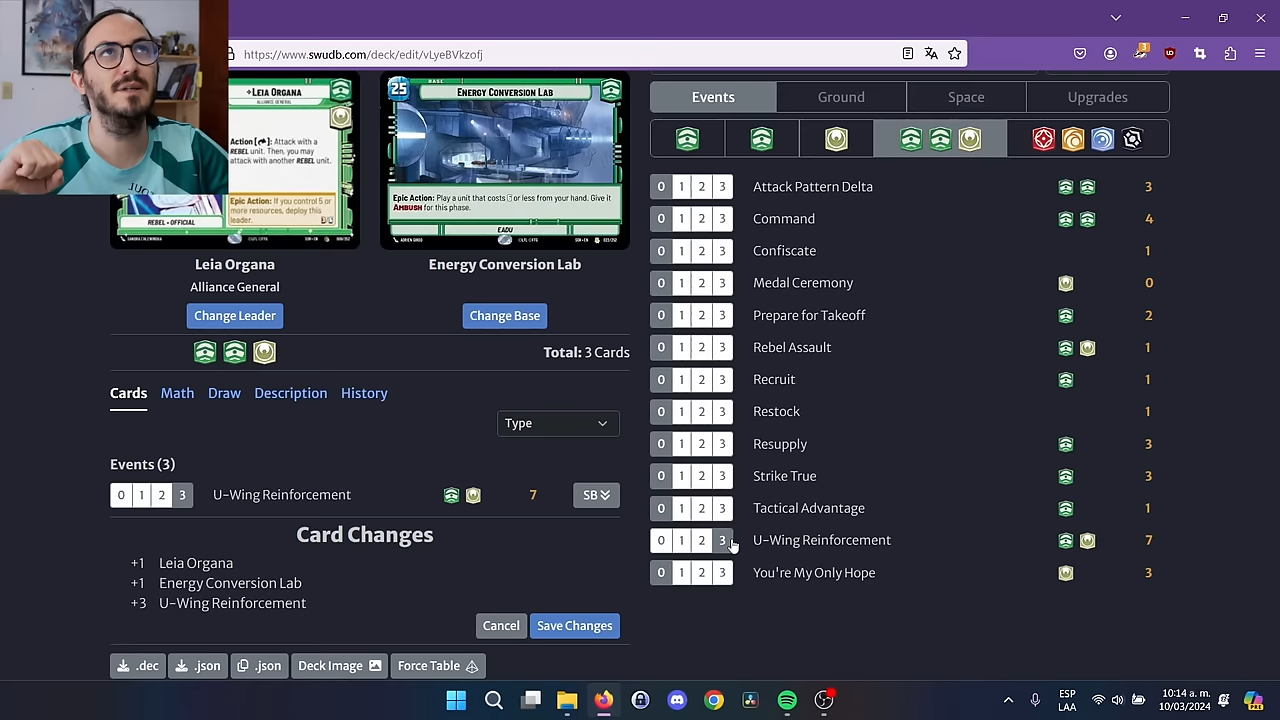 https://www.swudb.com/deck/edit/vLyeBVkzofj
3
LEIA ORGANA
ALLIANCE GENERAL
Action [ ]: Attack with a
REBEL unit. Then, you may
attack with another REBEL unit.
Epic Action: If you control 5 or
more resources, deploy this
leader.
REBEL • OFFICIAL
25
BASE
ENERGY CONVERSION LAB
Epic Action: Play a unit that costs or less from your hand. Give it
AMBUSH for this phase.
EADU
Leia Organa
Alliance General
Change Leader
Energy Conversion Lab
Change Base
Total: 3 Cards
Cards Math Draw Description History
Type
Events (3)
0 1 2 3 U-Wing Reinforcement 7 SB
Card Changes
+1 Leia Organa
+1 Energy Conversion Lab
+3 U-Wing Reinforcement
Cancel Save Changes
.dec .json .json Deck Image Force Table
Events Ground Space Upgrades
0 1 2 3 Attack Pattern Delta 3
0 1 2 3 Command 4
0 1 2 3 Confiscate 1
0 1 2 3 Medal Ceremony 0
0 1 2 3 Prepare for Takeoff 2
0 1 2 3 Rebel Assault 1
0 1 2 3 Recruit 1
0 1 2 3 Restock 1
0 1 2 3 Resupply 3
0 1 2 3 Strike True 3
0 1 2 3 Tactical Advantage 1
0 1 2 3 U-Wing Reinforcement 7
0 1 2 3 You're My Only Hope 3
ESP
LAA
10:14 a. m.
10/03/2024